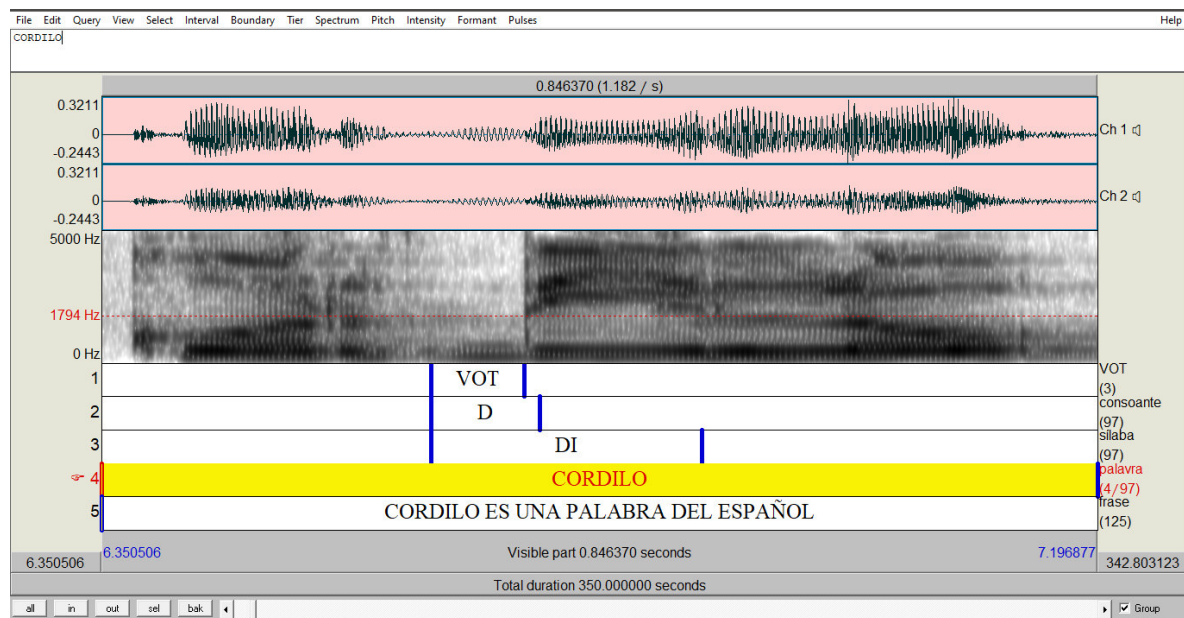 File Edit Query View Select Interval Boundary Tier Spectrum Pitch Intensity Formant Pulses Help
CORDILO
0.846370 (1.182 / s)
0.3211
0
-0.2443
Ch 1
0.3211
0
-0.2443
Ch 2
5000 Hz
1794 Hz
0 Hz
1 VOT VOT
(3)
2 D consoante
(97)
3 DI sílaba
(97)
4 CORDILO palavra
(4/97)
5 CORDILO ES UNA PALABRA DEL ESPAÑOL frase
(125)
6.350506 6.350506 Visible part 0.846370 seconds 7.196877 342.803123
Total duration 350.000000 seconds
all in out sel bak Group